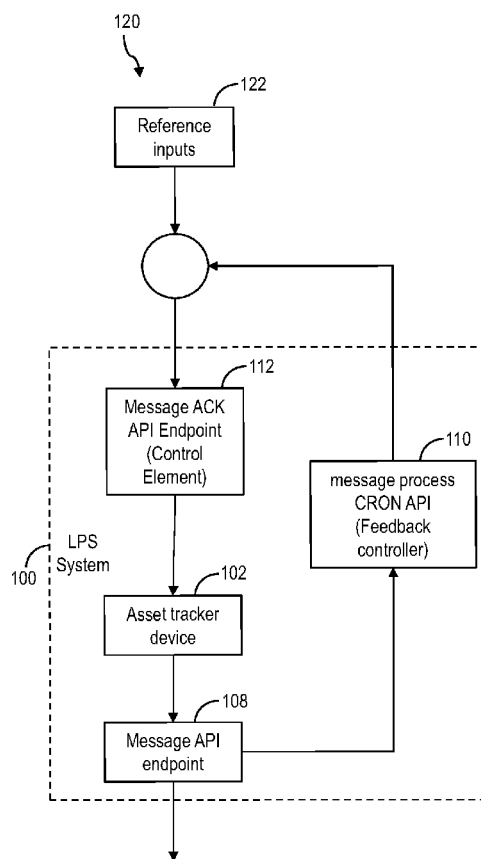 120
122
Reference
inputs
112
Message ACK
API Endpoint
(Control
Element)
110
message process
CRON API
(Feedback
controller)
LPS
System
100
102
Asset tracker
device
108
Message API
endpoint